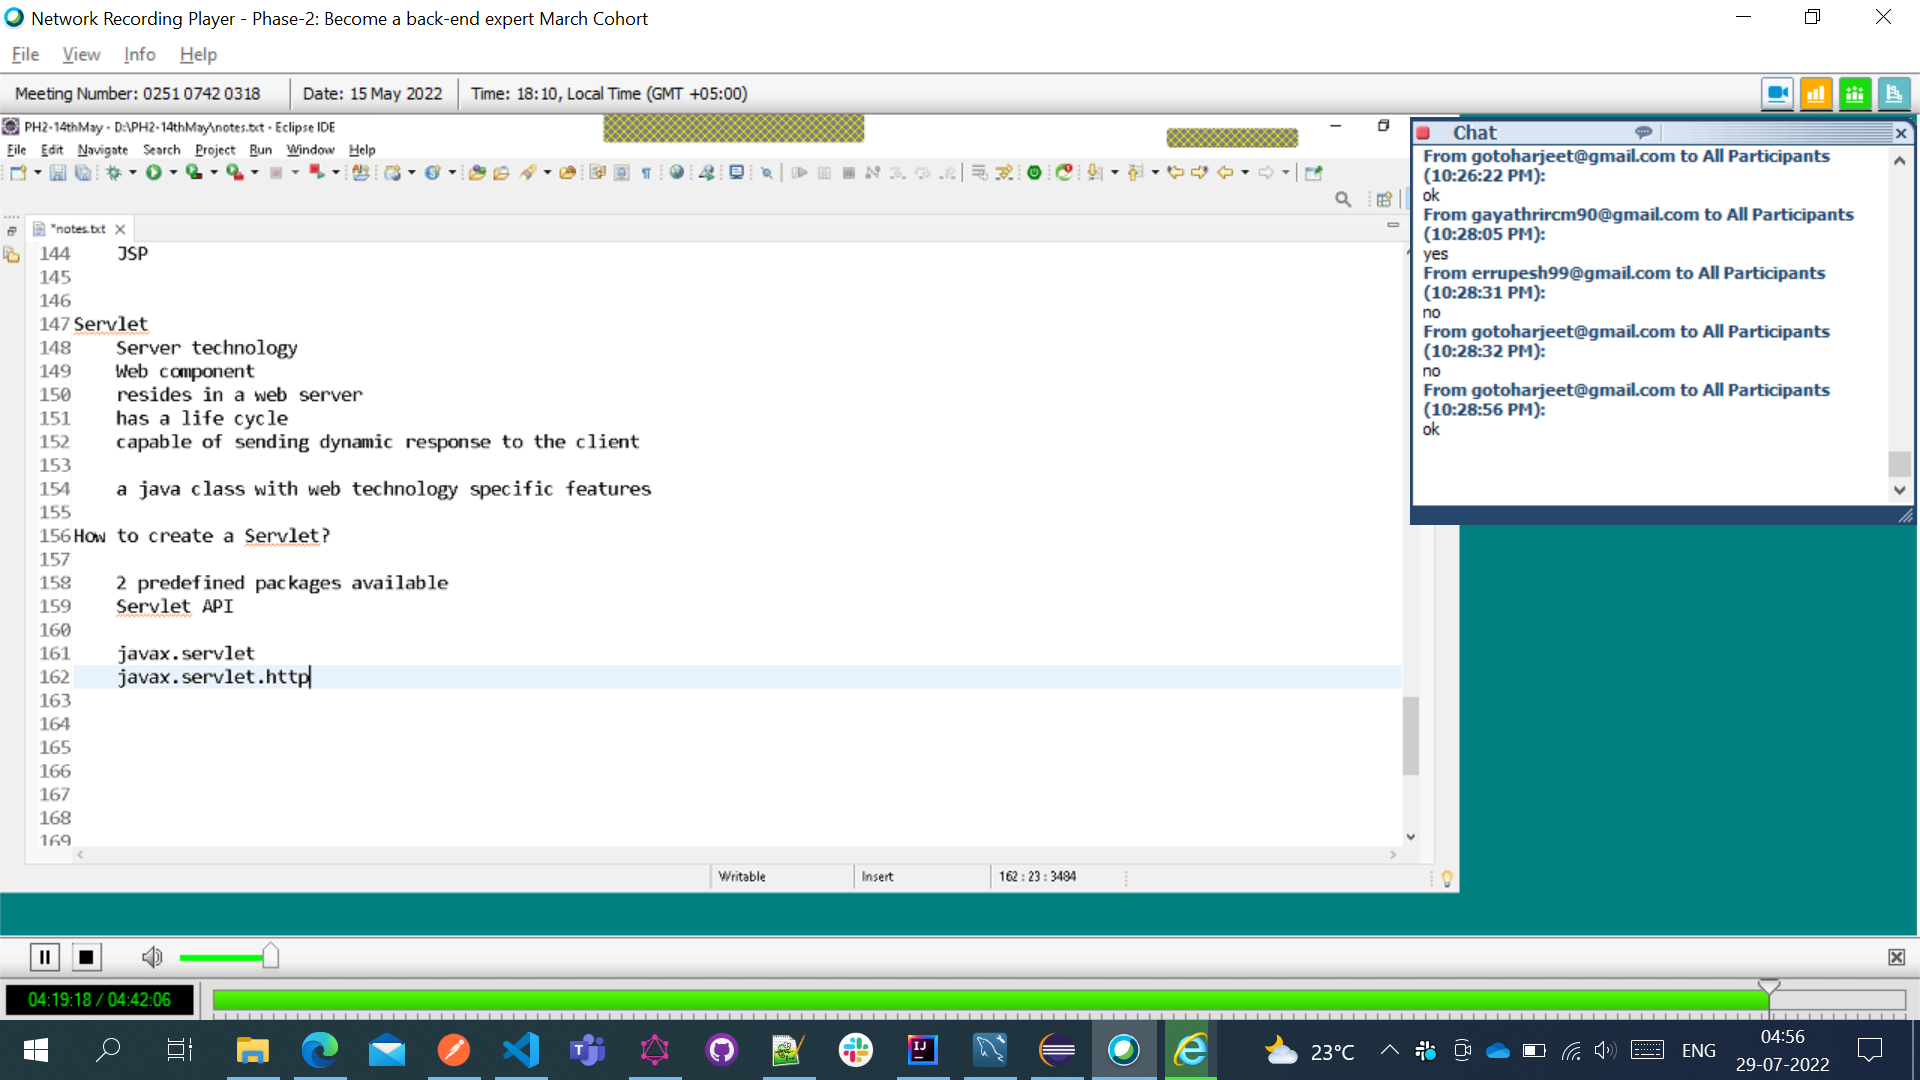 Network Recording Player - Phase-2: Become a back-end expert March Cohort
File View Info Help
Meeting Number: 0251 0742 0318 Date: 15 May 2022 Time: 18:10, Local Time (GMT +05:00)
PH2-14thMay - D:\PH2-14thMay\notes.txt - Eclipse IDE
File Edit Navigate Search Project Run Window Help
*notes.txt
144 JSP
145
146
147 Servlet
148 Server technology
149 Web component
150 resides in a web server
151 has a life cycle
152 capable of sending dynamic response to the client
153
154 a java class with web technology specific features
155
156 How to create a Servlet?
157
158 2 predefined packages available
159 Servlet API
160
161 javax.servlet
162 javax.servlet.http
163
164
165
166
167
168
169
Writable Insert 162 : 23 : 3484
Chat
From gotoharjeet@gmail.com to All Participants
(10:26:22 PM):
ok
From gayathrircm90@gmail.com to All Participants
(10:28:05 PM):
yes
From errupesh99@gmail.com to All Participants
(10:28:31 PM):
no
From gotoharjeet@gmail.com to All Participants
(10:28:32 PM):
no
From gotoharjeet@gmail.com to All Participants
(10:28:56 PM):
ok
04:19:18 / 04:42:06
23°C ENG 04:56
29-07-2022